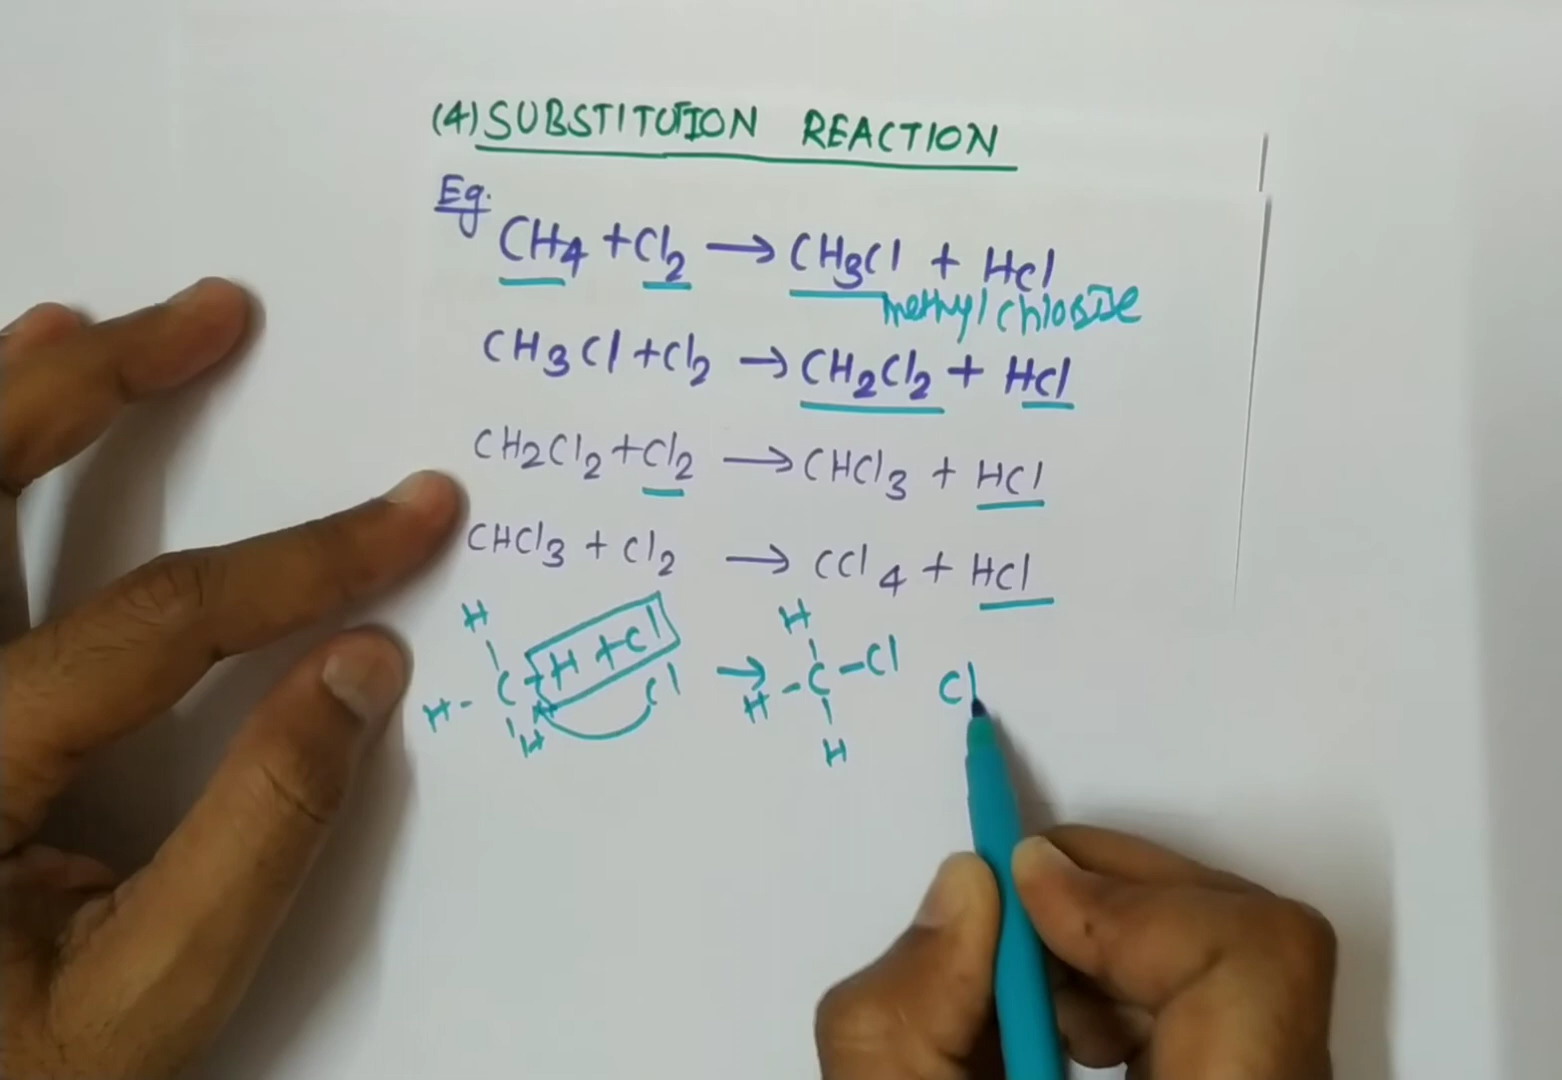 (4) SUBSTITUTION REACTION
Eg.
CH4 + Cl2 → CH3Cl + HCl
methyl chloride
CH3Cl + Cl2 → CH2Cl2 + HCl
CH2Cl2 + Cl2 → CHCl3 + HCl
CHCl3 + Cl2 → CCl4 + HCl
H H
H - C - H + Cl → H - C - Cl Cl
H Cl H